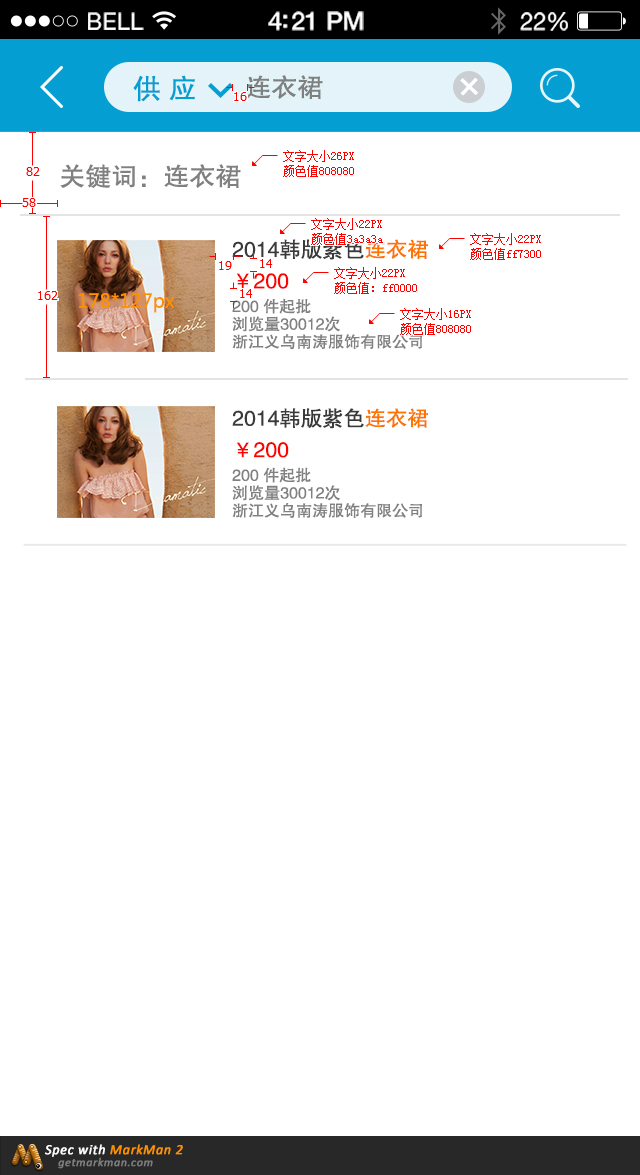 BELL 4:21 PM 22%
供 应 连衣裙
16
文字大小26PX
颜色值808080
82
关键词：连衣裙
58
文字大小22PX
颜色值3a3a3a
文字大小22PX
颜色值ff7300
2014韩版紫色连衣裙
19
14
文字大小22PX
颜色值：ff0000
￥200
14
162
178*127px
200 件起批
文字大小16PX
颜色值808080
浏览量30012次
浙江义乌南涛服饰有限公司
Dramatic
2014韩版紫色连衣裙
￥200
200 件起批
浏览量30012次
Dramatic
浙江义乌南涛服饰有限公司
Spec with MarkMan 2
getmarkman.com